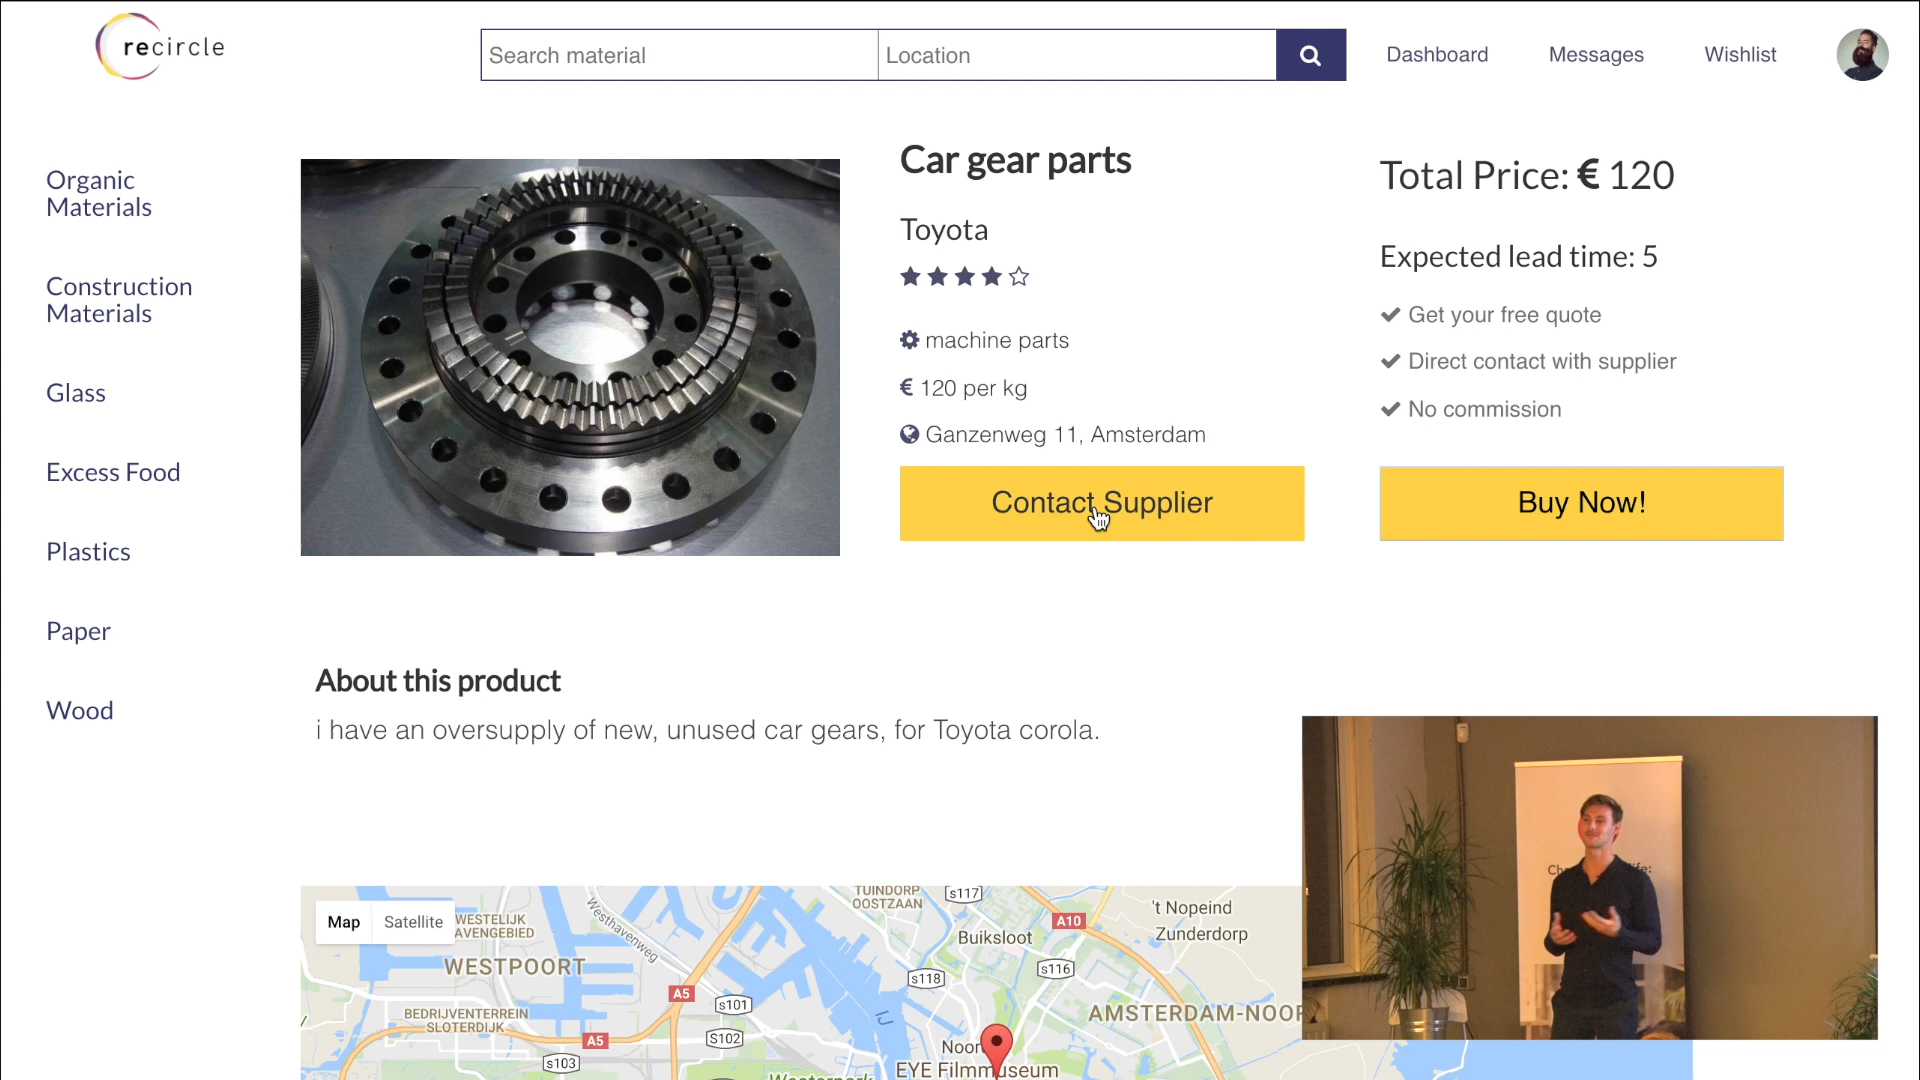 recircle
Search material
Location
Dashboard
Messages
Wishlist
Organic
Materials
Construction
Materials
Glass
Excess Food
Plastics
Paper
Wood
Car gear parts
Toyota
machine parts
€ 120 per kg
Ganzenweg 11, Amsterdam
Contact Supplier
Total Price: € 120
Expected lead time: 5
Get your free quote
Direct contact with supplier
No commission
Buy Now!
About this product
i have an oversupply of new, unused car gears, for Toyota corola.
Map
Satellite
WESTELIJK
AVENGEBIED
WESTPOORT
Westhavenweg
TUINDORP
OOSTZAAN
s117
A10
't Nopeind
Zunderdorp
Buiksloot
s116
s118
A5
s101
BEDRIJVENTERREIN
SLOTERDIJK
A5
S102
s103
IJ
AMSTERDAM-NOOR
Noor
EYE Filmmuseum
Westerpark